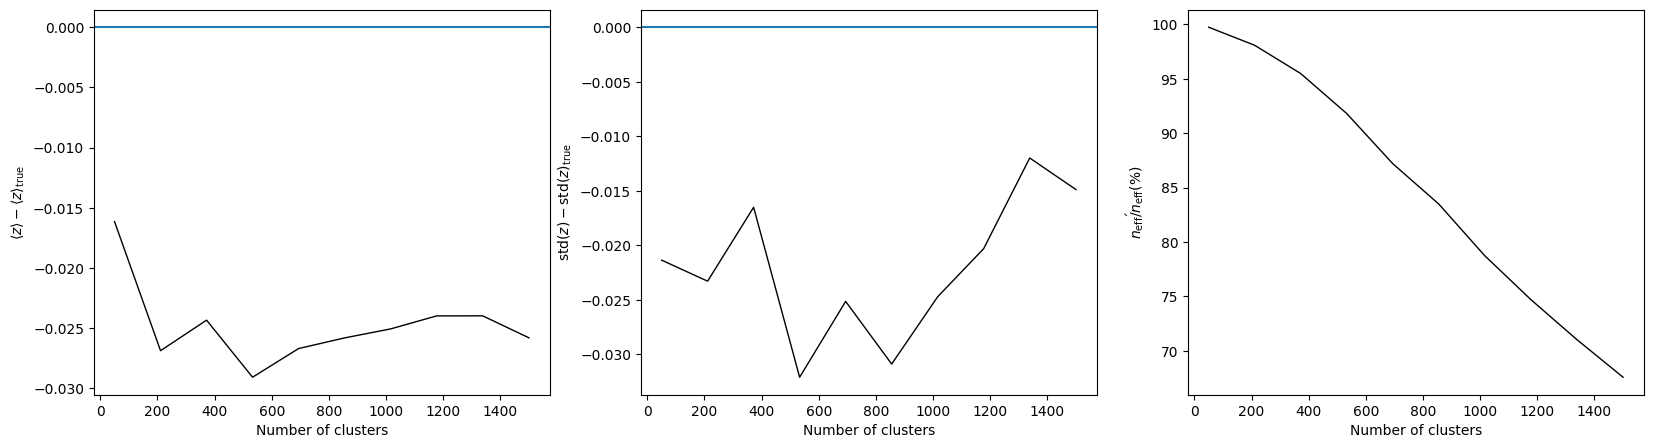 0.000
−0.005
−0.010
−0.015
−0.020
−0.025
−0.030
⟨z⟩ − ⟨z⟩true
0 200 400 600 800 1000 1200 1400
Number of clusters
0.000
−0.005
−0.010
−0.015
−0.020
−0.025
−0.030
std(z) − std(z)true
0 200 400 600 800 1000 1200 1400
Number of clusters
100
95
90
85
80
75
70
n′eff/neff(%)
0 200 400 600 800 1000 1200 1400
Number of clusters